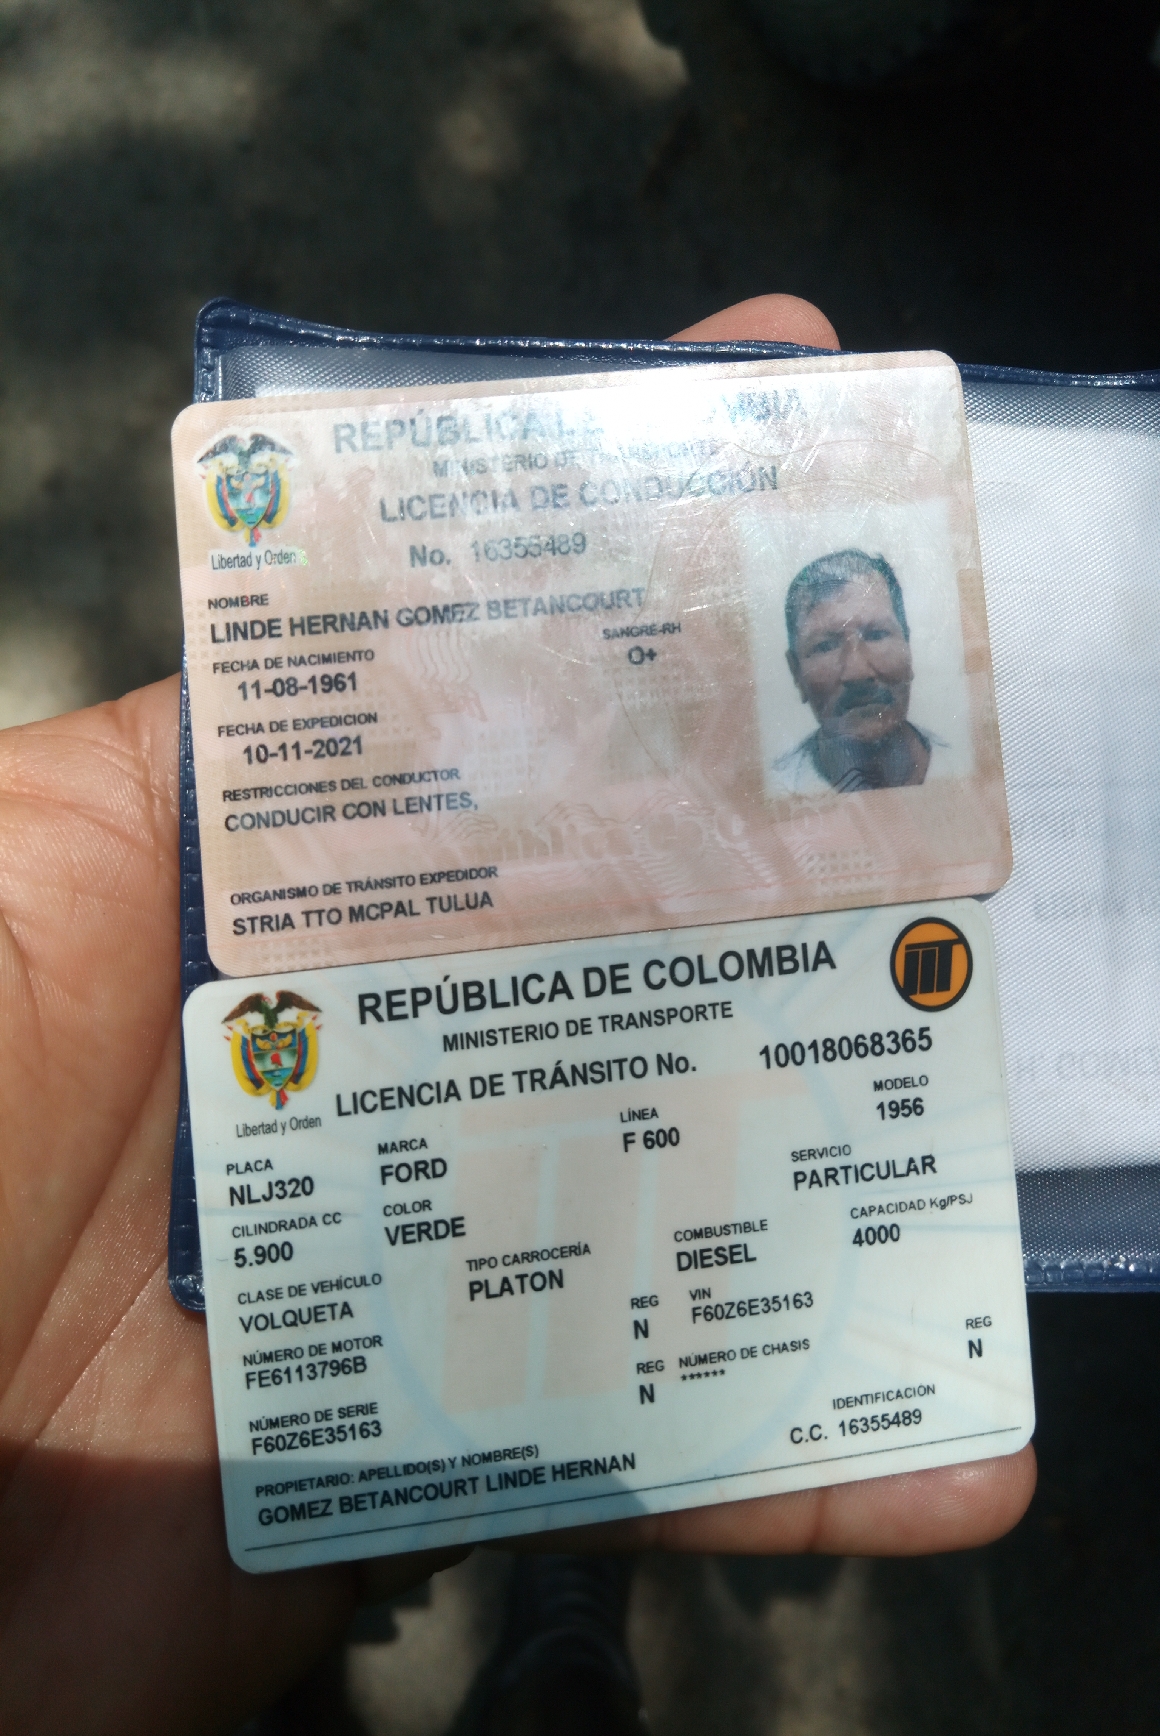 REPÚBLICA DE COLOMBIA
MINISTERIO DE TRANSPORTE
LICENCIA DE CONDUCCIÓN
No. 16355489
Libertad y Orden
NOMBRE
LINDE HERNAN GOMEZ BETANCOURT
FECHA DE NACIMIENTO
11-08-1961
SANGRE-RH
O+
FECHA DE EXPEDICION
10-11-2021
RESTRICCIONES DEL CONDUCTOR
CONDUCIR CON LENTES,
ORGANISMO DE TRÁNSITO EXPEDIDOR
STRIA TTO MCPAL TULUA
REPÚBLICA DE COLOMBIA
MINISTERIO DE TRANSPORTE
LICENCIA DE TRÁNSITO No. 10018068365
Libertad y Orden
PLACA MARCA LÍNEA MODELO
NLJ320 FORD F 600 1956
CILINDRADA CC COLOR SERVICIO
5.900 VERDE PARTICULAR
CLASE DE VEHÍCULO TIPO CARROCERÍA COMBUSTIBLE CAPACIDAD Kg/PSJ
VOLQUETA PLATON DIESEL 4000
NÚMERO DE MOTOR REG VIN REG
FE6113796B N F60Z6E35163 N
NÚMERO DE SERIE REG NÚMERO DE CHASIS
F60Z6E35163 N ******
PROPIETARIO: APELLIDO(S) Y NOMBRE(S) IDENTIFICACIÓN
GOMEZ BETANCOURT LINDE HERNAN C.C. 16355489